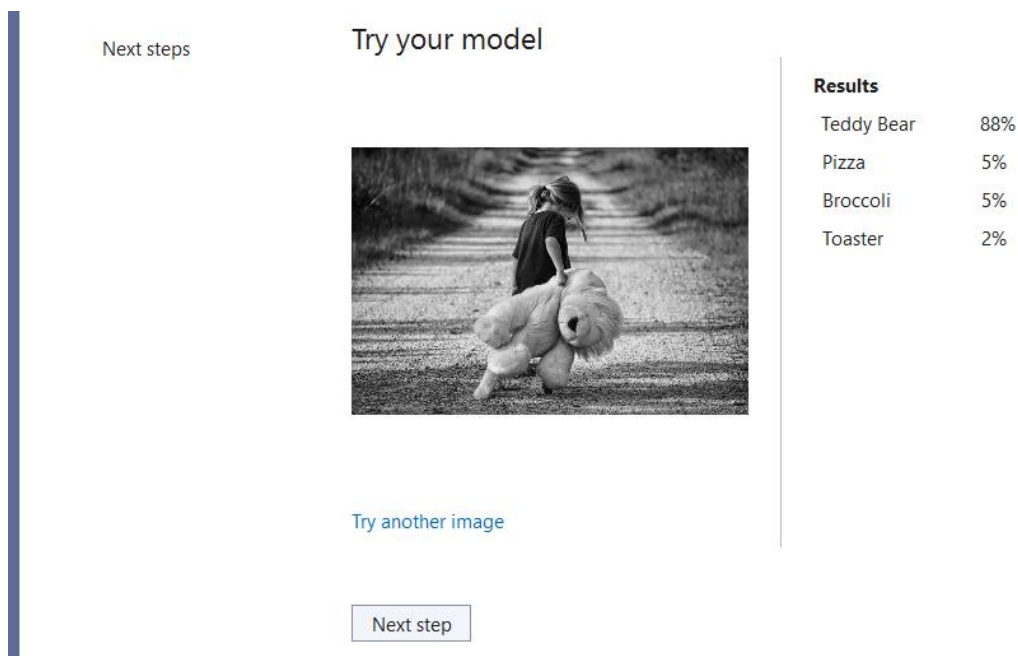 Next steps
Try your model
Results
Teddy Bear 88%
Pizza 5%
Broccoli 5%
Toaster 2%
Try another image
Next step